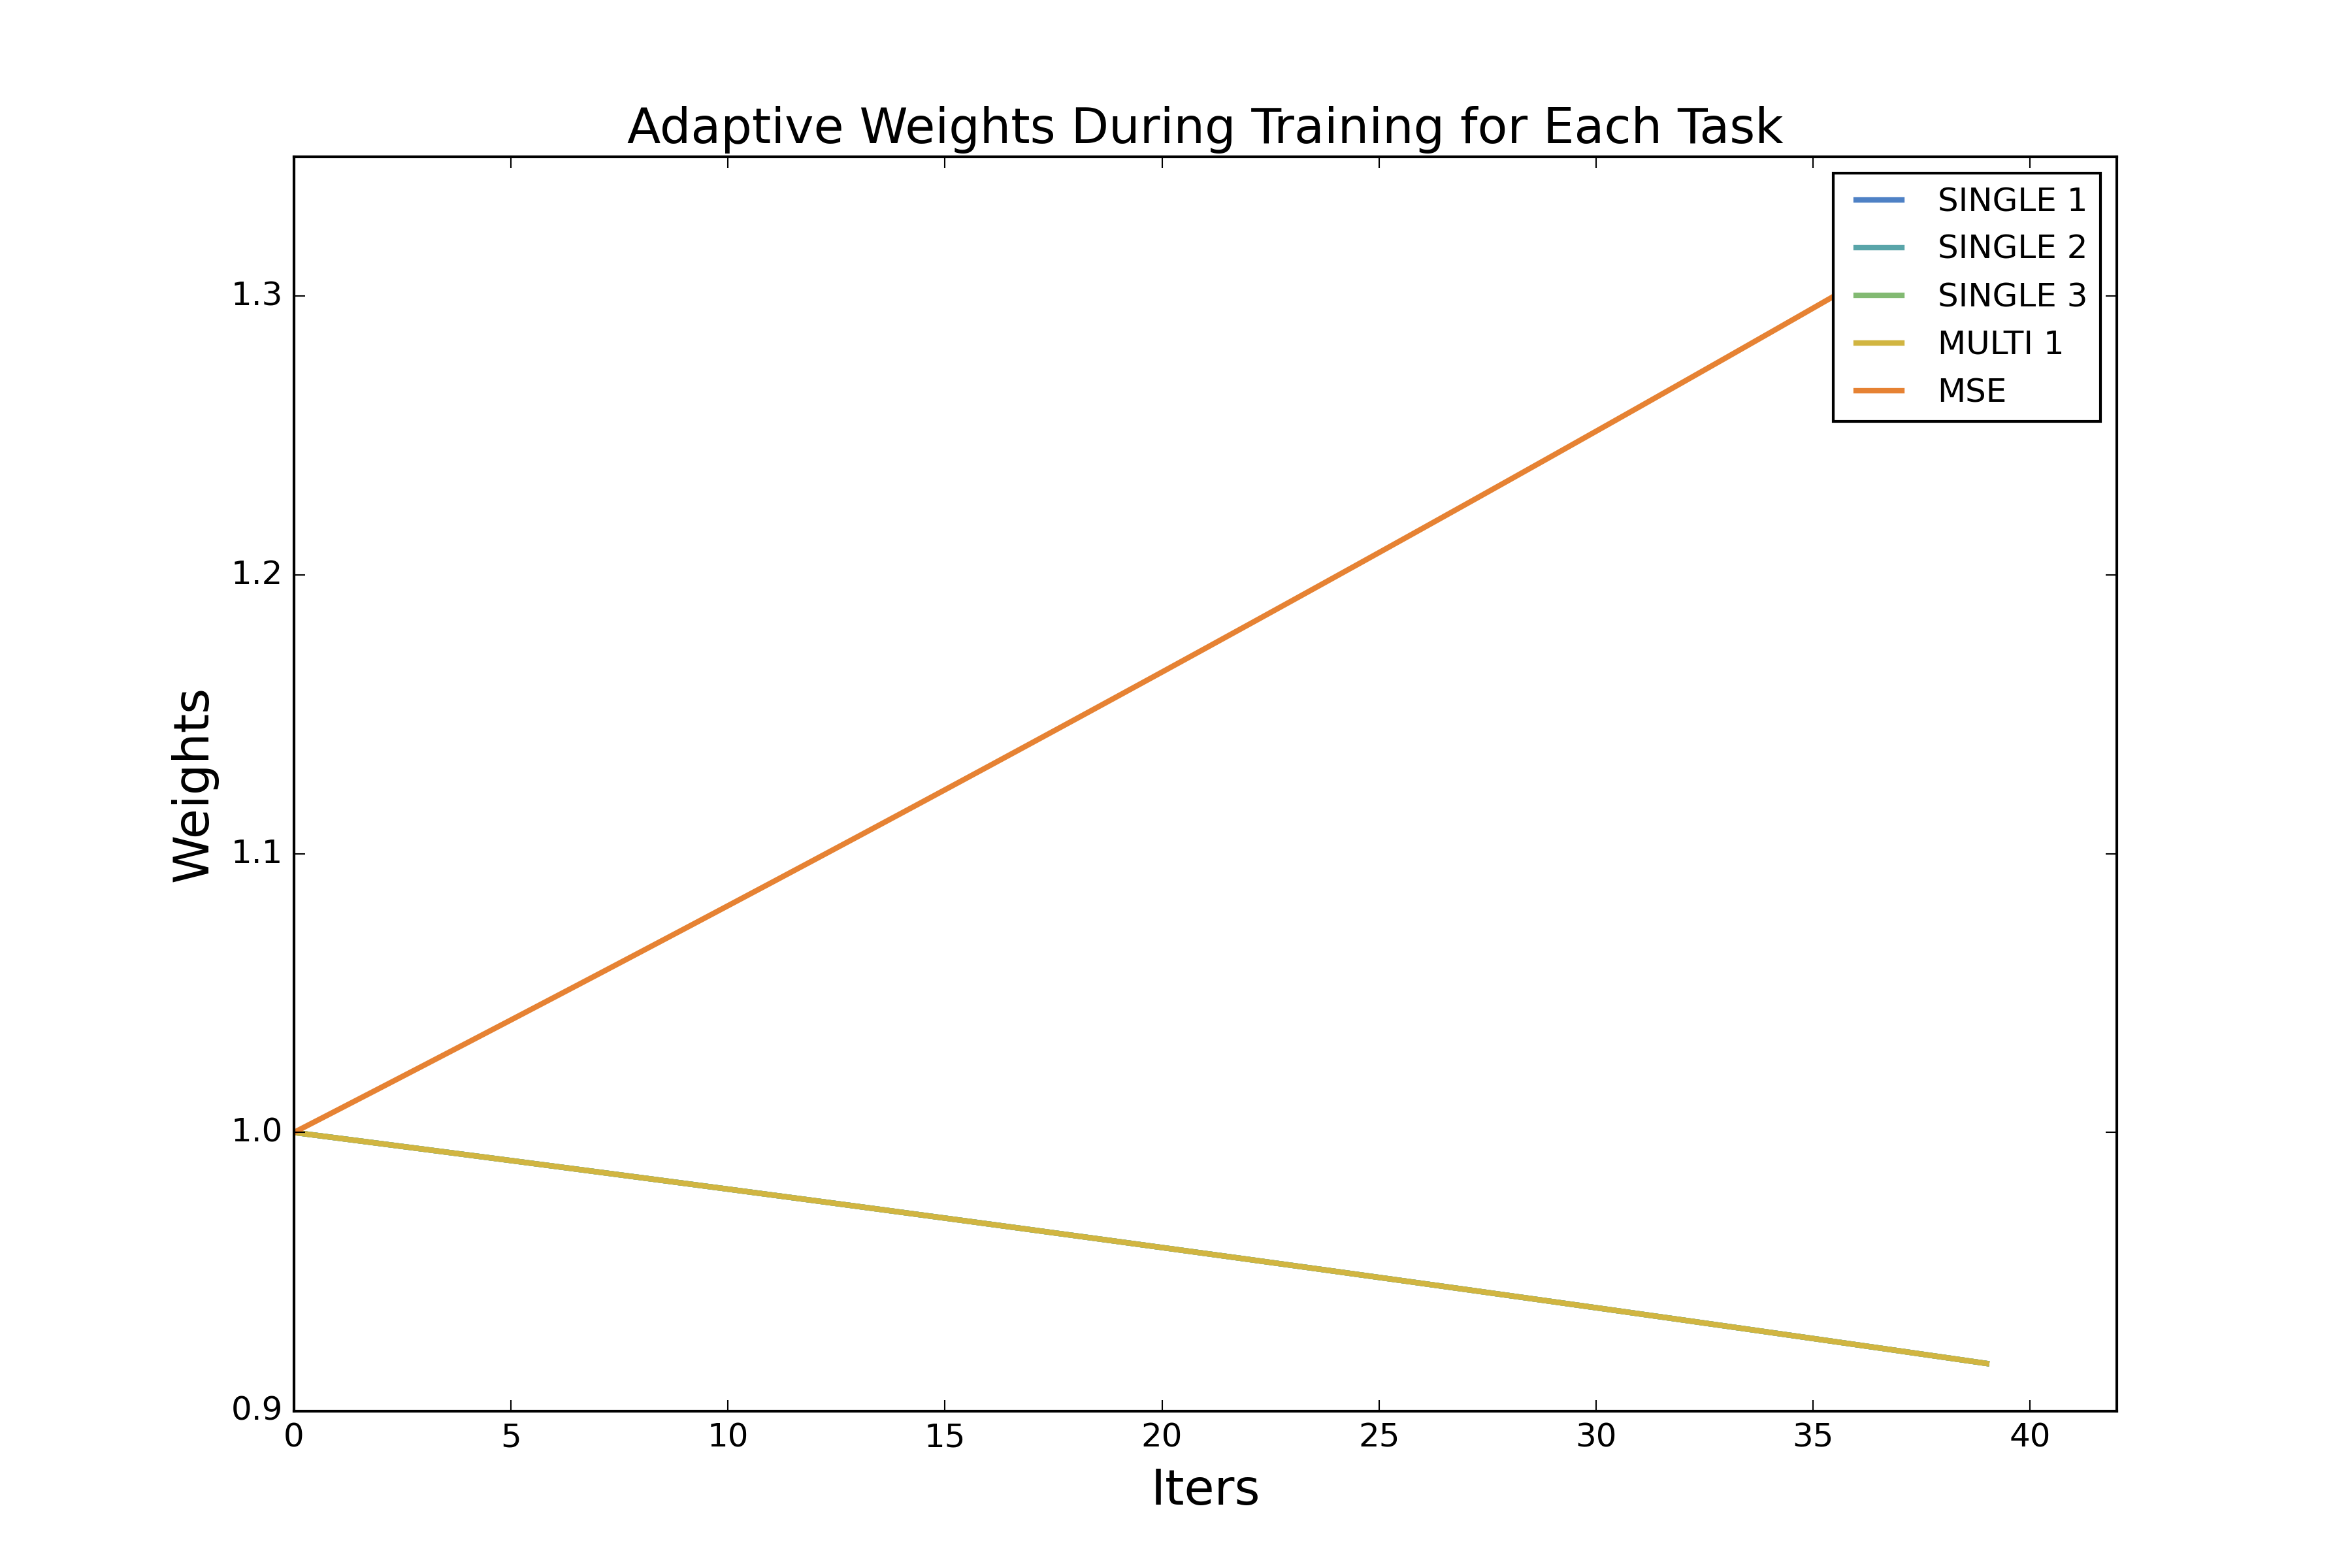 Adaptive Weights During Training for Each Task
SINGLE 1
SINGLE 2
SINGLE 3
MULTI 1
MSE
1.3
1.2
1.1
1.0
0.9
Weights
0 5 10 15 20 25 30 35 40
Iters